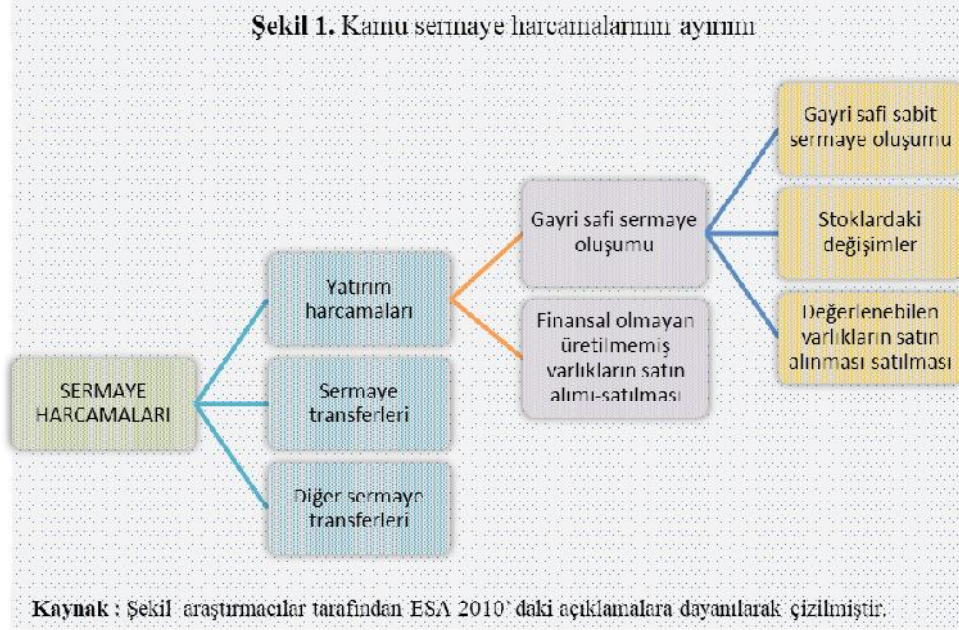 Şekil 1. Kamu sermaye harcamalarının ayırımı
SERMAYE
HARCAMALARI
Yatırım
harcamaları
Sermaye
transferleri
Diğer sermaye
transferleri
Gayri safi sermaye
oluşumu
Finansal olmayan
üretilmemiş
varlıkların satın
alımı-satılması
Gayri safi sabit
sermaye oluşumu
Stoklardaki
değişimler
Değerlenebilen
varlıkların satın
alınması satılması
Kaynak : Şekil araştırmacılar tarafından ESA 2010'daki açıklamalara dayanılarak çizilmiştir.